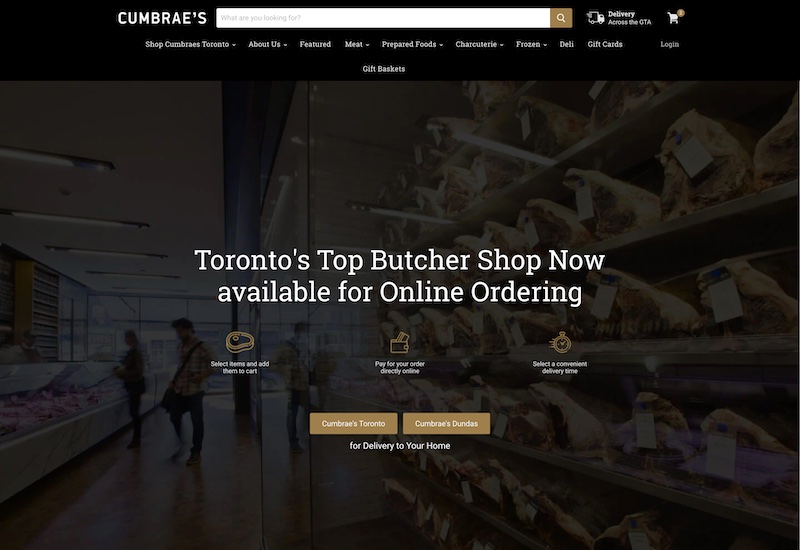 CUMBRAE'S
What are you looking for?
Delivery
Across the GTA
0
Shop Cumbraes Toronto
About Us
Featured
Meat
Prepared Foods
Charcuterie
Frozen
Deli
Gift Cards
Login
Gift Baskets
Toronto's Top Butcher Shop Now
available for Online Ordering
Select items and add
them to cart
Pay for your order
directly online
Select a convenient
delivery time
Cumbrae's Toronto
Cumbrae's Dundas
for Delivery to Your Home